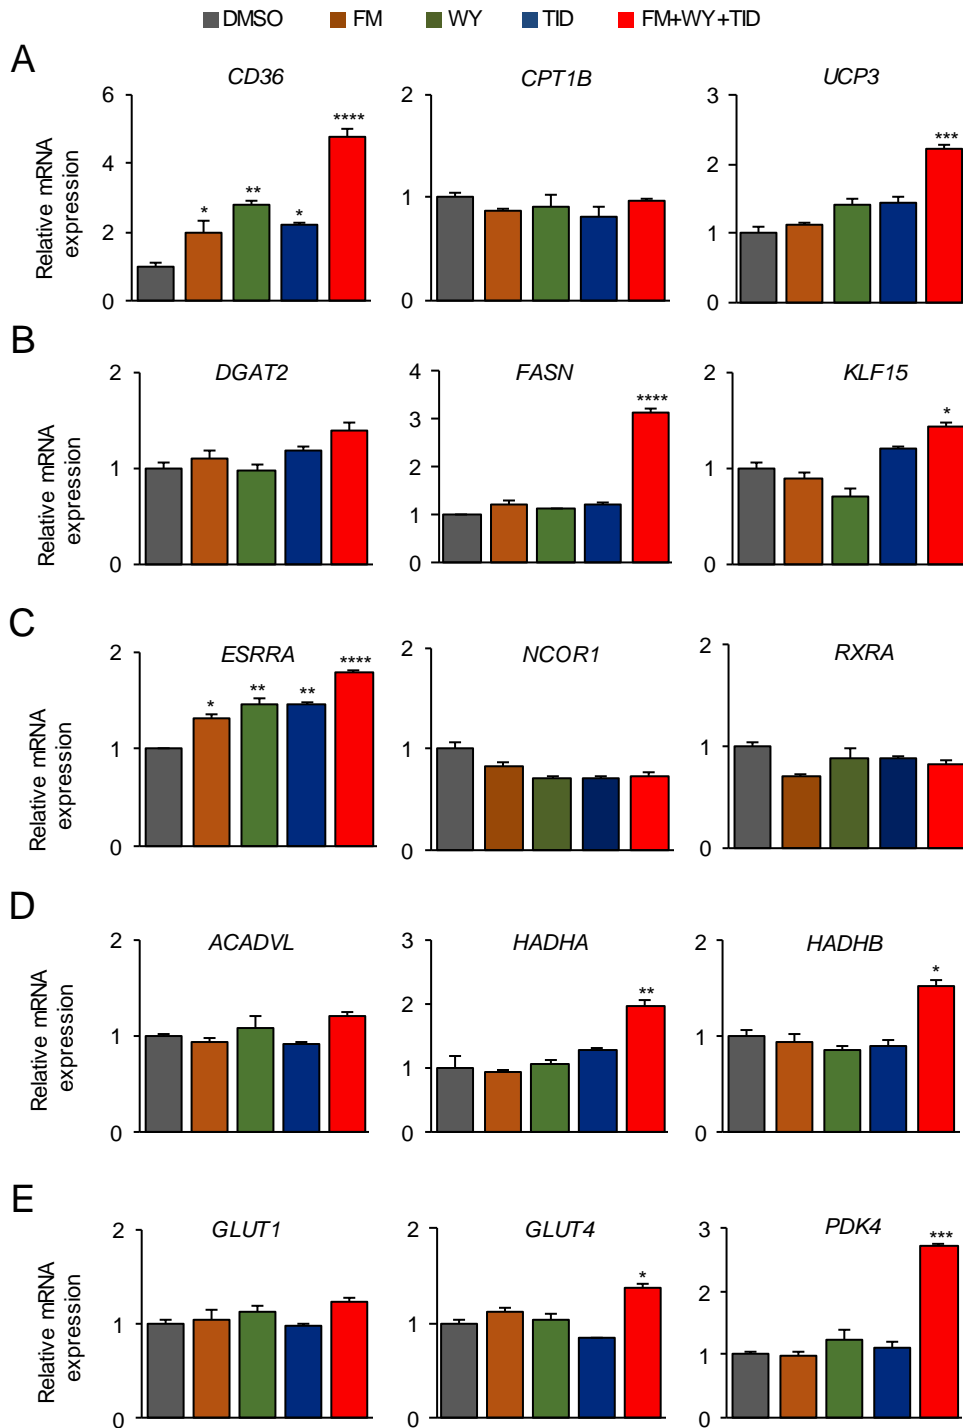 DMSO FM WY TID FM+WY+TID
A
CD36 CPT1B UCP3
Relative mRNA
expression
6
4
2
0
2
1
0
3
2
1
0
* ** * **** ***
B
DGAT2 FASN KLF15
Relative mRNA
expression
2
1
0
4
3
2
1
0
2
1
0
**** *
C
ESRRA NCOR1 RXRA
Relative mRNA
expression
2
1
0
2
1
0
2
1
0
* ** ** ****
D
ACADVL HADHA HADHB
Relative mRNA
expression
2
1
0
3
2
1
0
2
1
0
** *
E
GLUT1 GLUT4 PDK4
Relative mRNA
expression
2
1
0
2
1
0
3
2
1
0
* ***